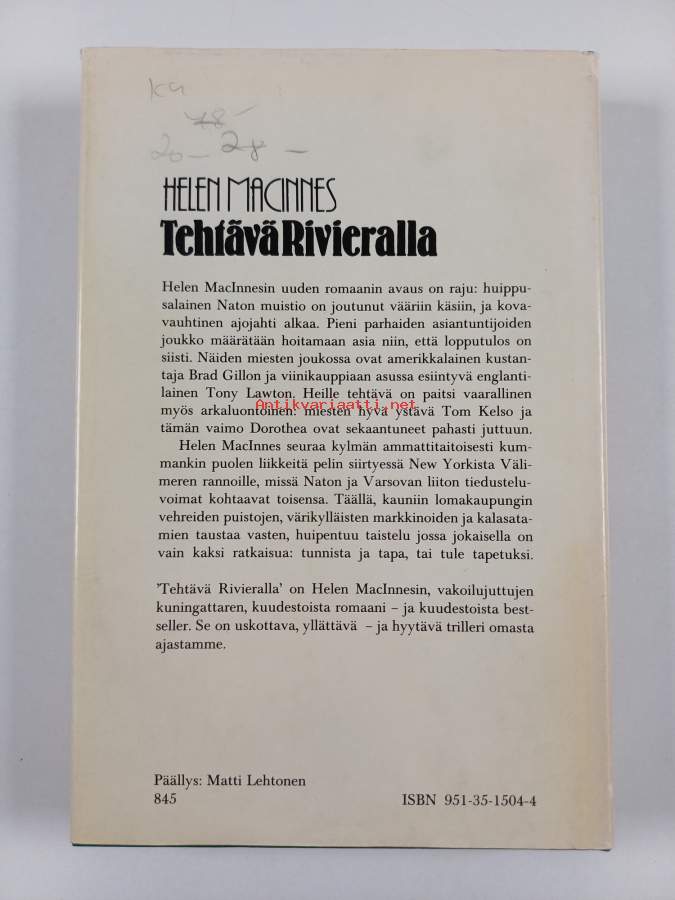 KY
78-
20- 28-
HELEN MACINNES
Tehtävä Rivieralla
Helen MacInnesin uuden romaanin avaus on raju: huippu-
salainen Naton muistio on joutunut vääriin käsiin, ja kova-
vauhtinen ajojahti alkaa. Pieni parhaiden asiantuntijoiden
joukko määrätään hoitamaan asia niin, että lopputulos on
siisti. Näiden miesten joukossa ovat amerikkalainen kustan-
taja Brad Gillon ja viinikauppiaan asussa esiintyvä englanti-
lainen Tony Lawton. Heille tehtävä on paitsi vaarallinen
Antikvariaatti.net
myös arkaluontoinen: miesten hyvä ystävä Tom Kelso ja
tämän vaimo Dorothea ovat sekaantuneet pahasti juttuun.
Helen MacInnes seuraa kylmän ammattitaitoisesti kum-
mankin puolen liikkeitä pelin siirtyessä New Yorkista Väli-
meren rannoille, missä Naton ja Varsovan liiton tiedustelu-
voimat kohtaavat toisensa. Täällä, kauniin lomakaupungin
vehreiden puistojen, värikylläisten markkinoiden ja kalasata-
mien taustaa vasten, huipentuu taistelu jossa jokaisella on
vain kaksi ratkaisua: tunnista ja tapa, tai tule tapetuksi.
'Tehtävä Rivieralla' on Helen MacInnesin, vakoilujuttujen
kuningattaren, kuudestoista romaani – ja kuudestoista best-
seller. Se on uskottava, yllättävä – ja hyytävä trilleri omasta
ajastamme.
Päällys: Matti Lehtonen
845 ISBN 951-35-1504-4